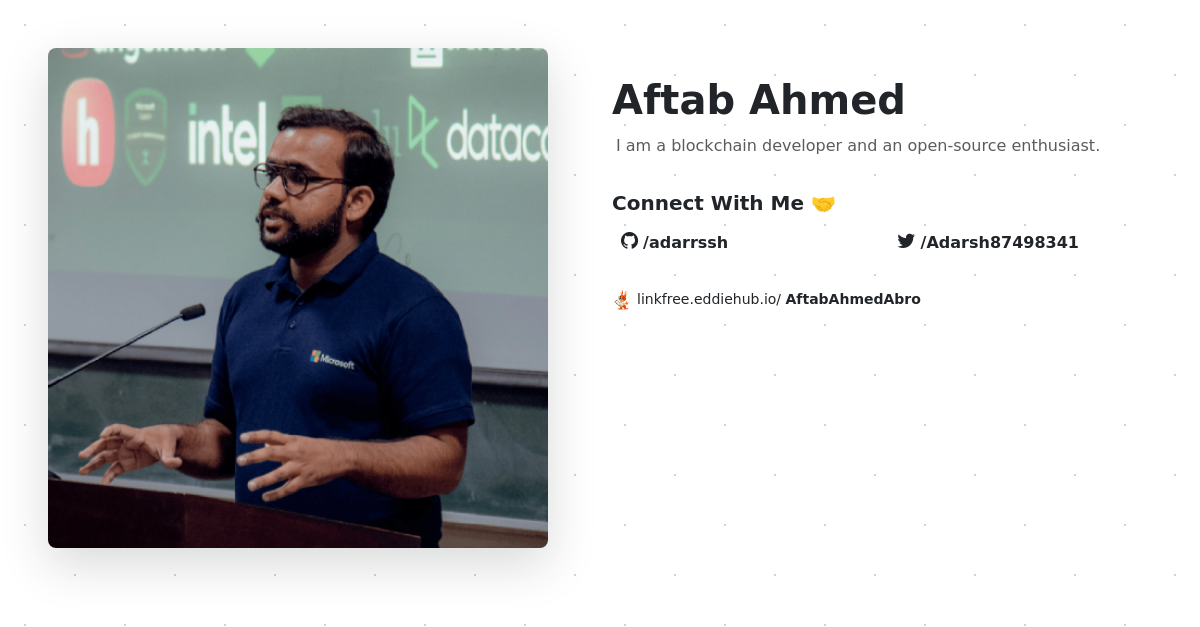 intel
dataca
h
Microsoft
Aftab Ahmed
I am a blockchain developer and an open-source enthusiast.
Connect With Me 🤝
/adarrssh
/Adarsh87498341
linkfree.eddiehub.io/ AftabAhmedAbro